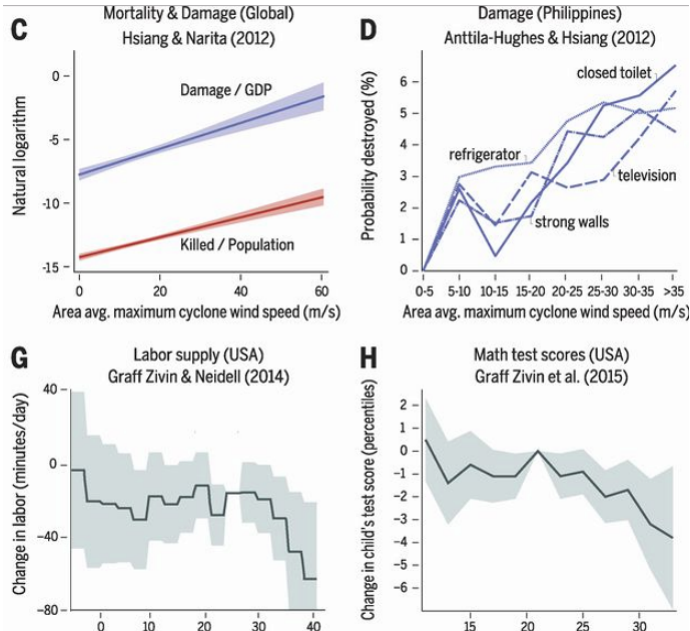 C
Mortality & Damage (Global)
Hsiang & Narita (2012)
Natural logarithm
0
-5
-10
-15
Damage / GDP
Killed / Population
0 20 40 60
Area avg. maximum cyclone wind speed (m/s)
D
Damage (Philippines)
Anttila-Hughes & Hsiang (2012)
Probability destroyed (%)
6
5
4
3
2
1
0
closed toilet
refrigerator
television
strong walls
0-5 5-10 10-15 15-20 20-25 25-30 30-35 >35
Area avg. maximum cyclone wind speed (m/s)
G
Labor supply (USA)
Graff Zivin & Neidell (2014)
Change in labor (minutes/day)
40
0
-40
-80
0 10 20 30 40
H
Math test scores (USA)
Graff Zivin et al. (2015)
Change in child's test score (percentiles)
2
1
0
-1
-2
-3
-4
-5
-6
15 20 25 30